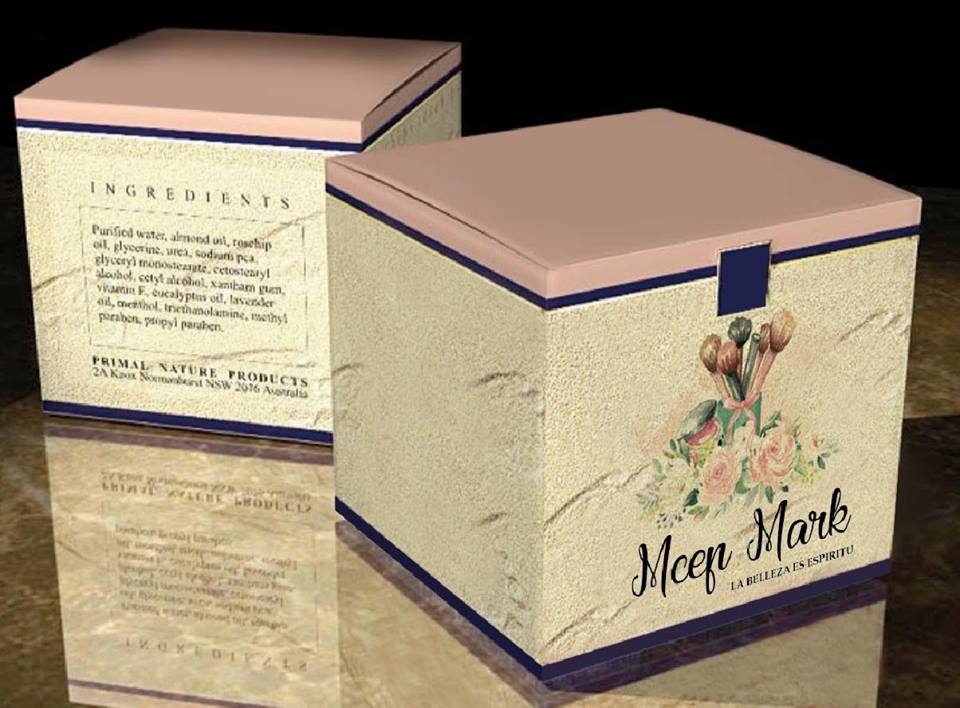 INGREDIENTS
Purified water, almond oil, rosehip
oil, glycerine, urea, sodium pca,
glyceryl monostearate, cetostearyl
alcohol, cetyl alcohol, xantham gum,
vitamin E, eucalyptus oil, lavender
oil, menthol, triethanolamine, methyl
paraben, propyl paraben.
PRIMAL NATURE PRODUCTS
2A Knox Normanhurst NSW 2076 Australia
Mcep Mark
LA BELLEZA ES ESPIRITU